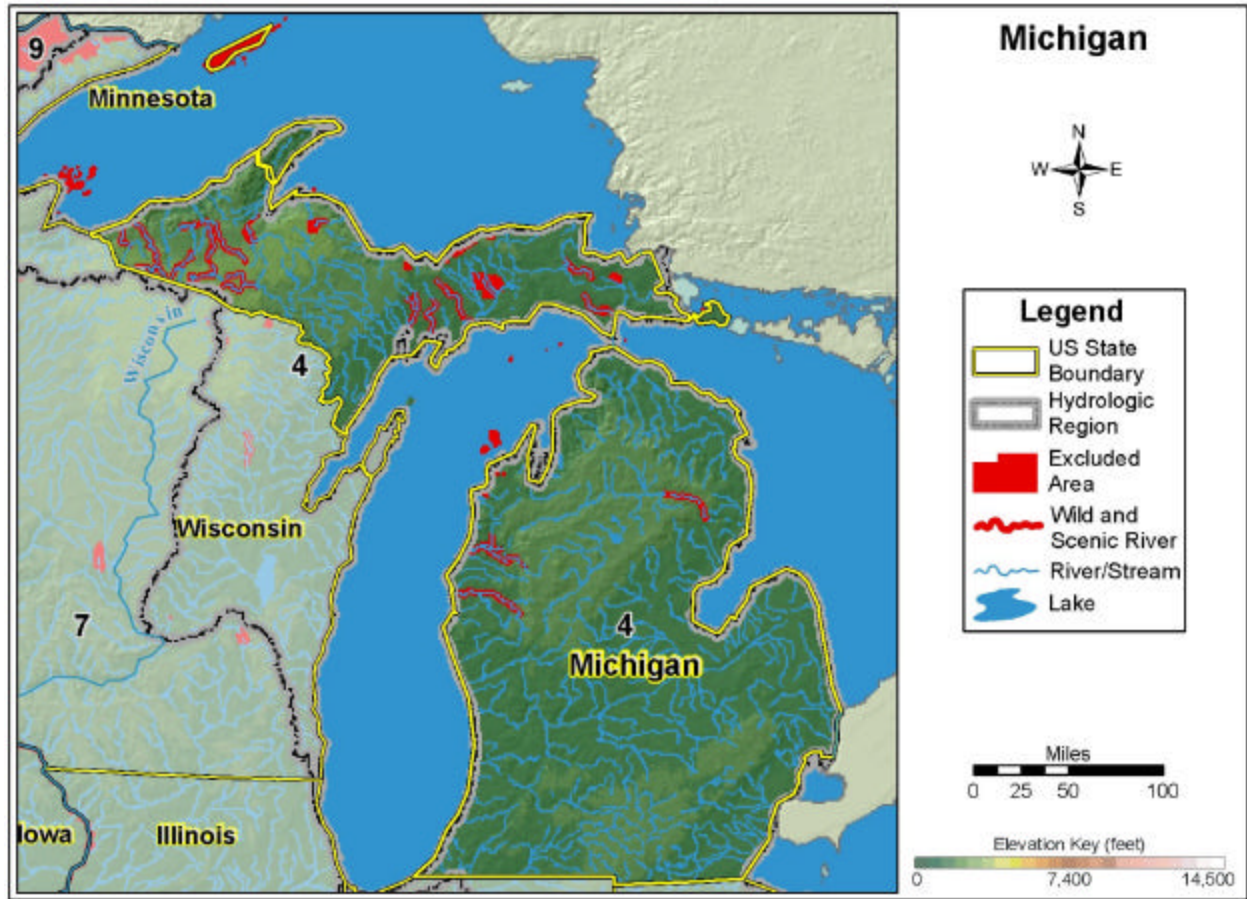 Michigan
9
Minnesota
N
W E
S
Wisconsin
4
Legend
US State
Boundary
Hydrologic
Region
Excluded
Area
Wild and
Scenic River
River/Stream
Lake
Wisconsin
7
4
Michigan
Miles
0 25 50 100
Iowa
Illinois
Elevation Key (feet)
0 7,400 14,500